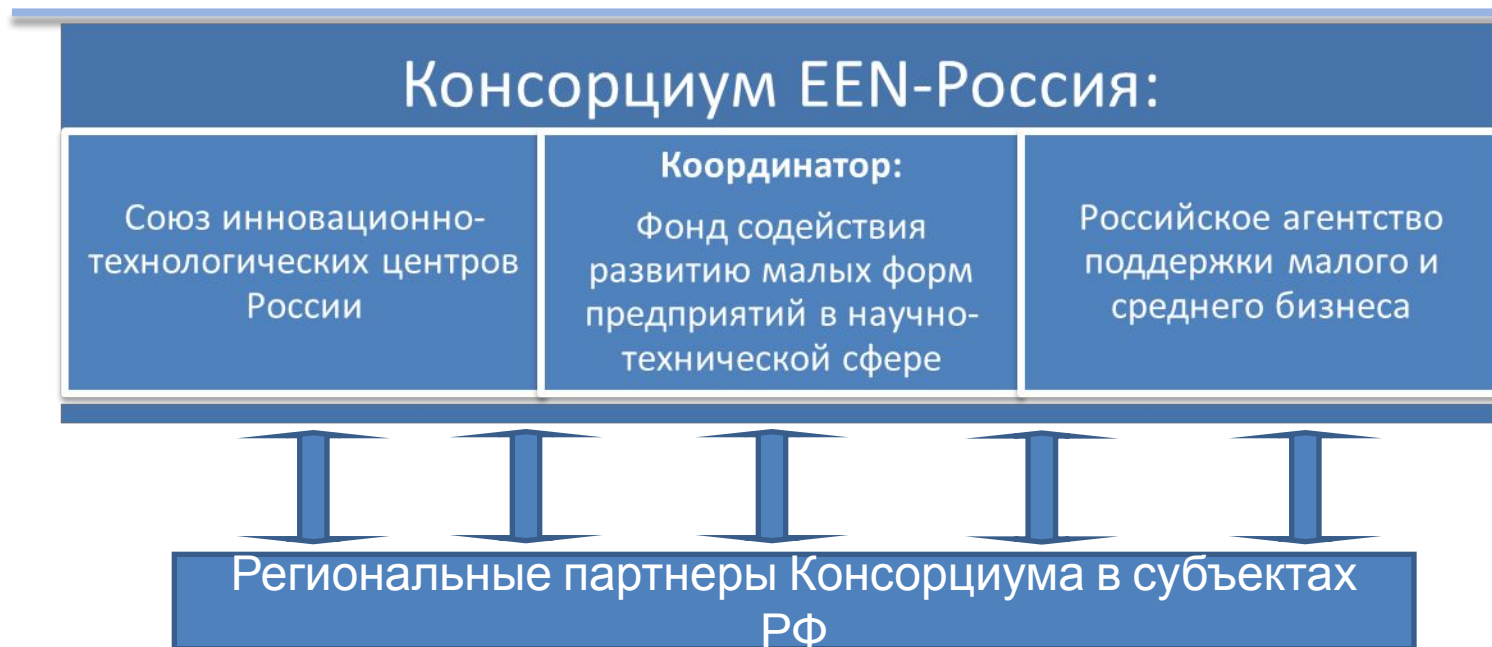 Консорциум EEN-Россия:
Союз инновационно-
технологических центров
России
Координатор:
Фонд содействия
развитию малых форм
предприятий в научно-
технической сфере
Российское агентство
поддержки малого и
среднего бизнеса
Региональные партнеры Консорциума в субъектах
РФ